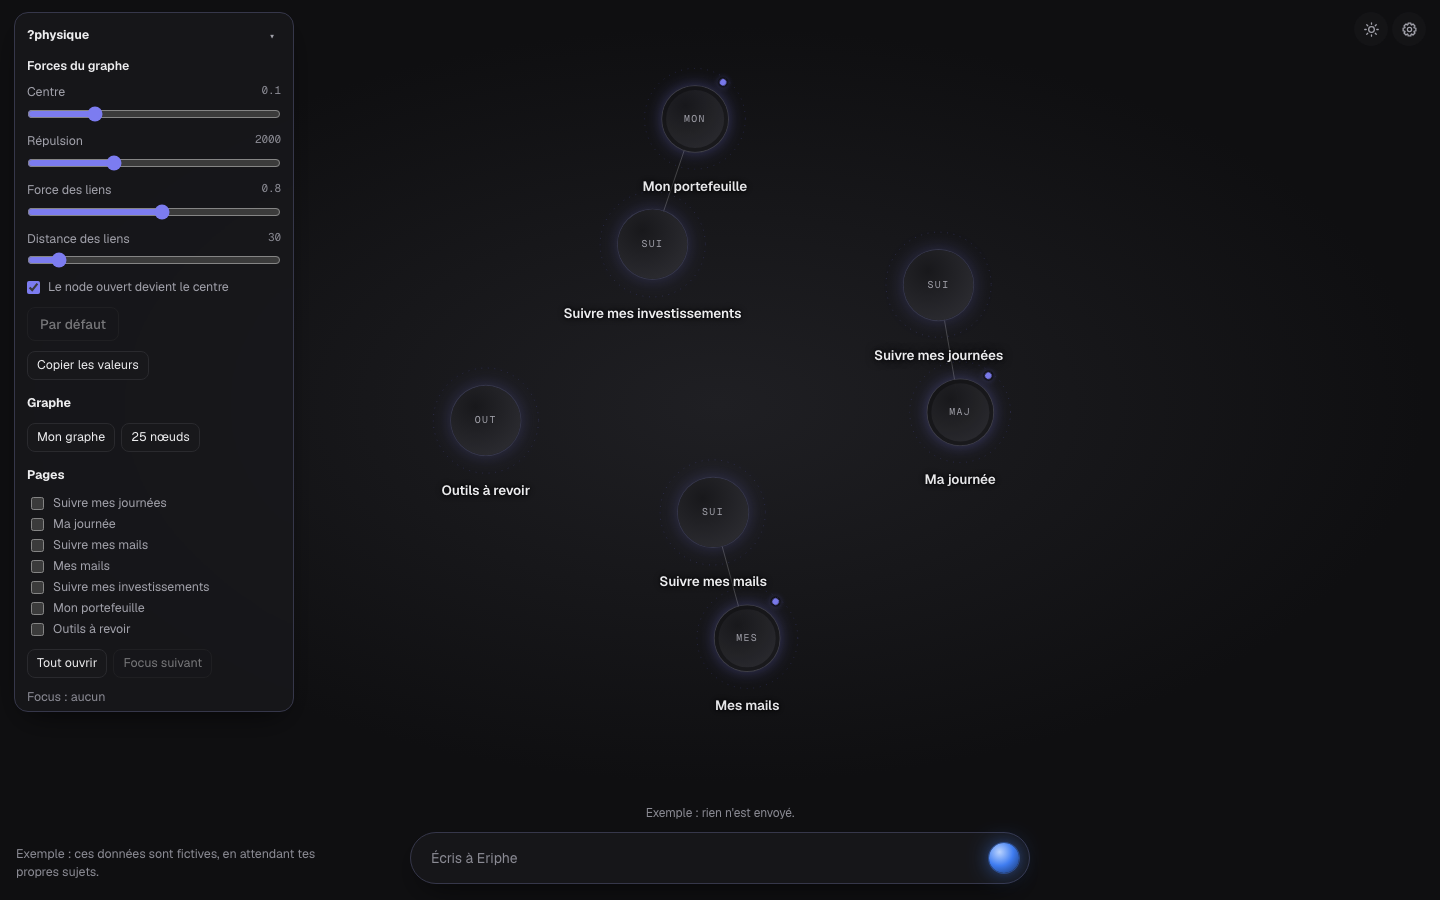 ?physique
Forces du graphe
Centre 0.1
Répulsion 2000
Force des liens 0.8
Distance des liens 30
Le node ouvert devient le centre
Par défaut
Copier les valeurs
Graphe
Mon graphe 25 nœuds
Pages
Suivre mes journées
Ma journée
Suivre mes mails
Mes mails
Suivre mes investissements
Mon portefeuille
Outils à revoir
Tout ouvrir Focus suivant
Focus : aucun
MON
Mon portefeuille
SUI
Suivre mes investissements
SUI
Suivre mes journées
MAJ
Ma journée
OUT
Outils à revoir
SUI
Suivre mes mails
MES
Mes mails
Exemple : rien n'est envoyé.
Écris à Eriphe
Exemple : ces données sont fictives, en attendant tes
propres sujets.